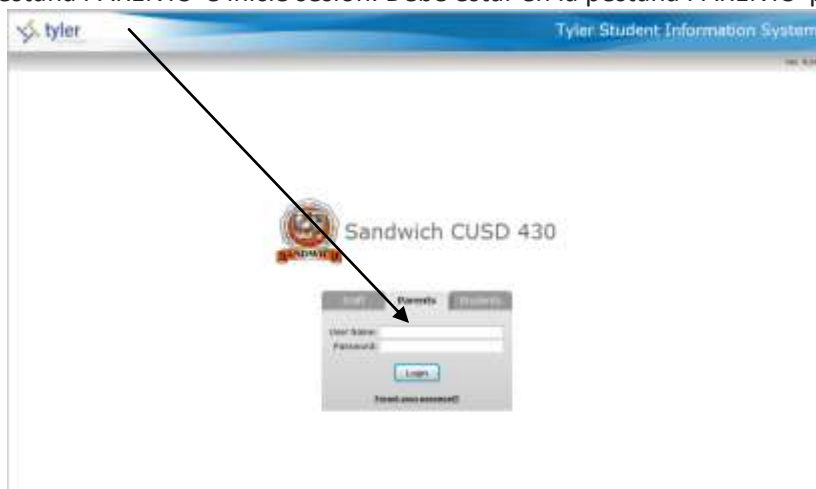 PARENTS e inicie sesión. Debe estar en la pestaña PARENTS
tyler
Tyler Student Information System
SANDWICH
Sandwich CUSD 430
Staff Parents Students
User Name:
Password:
Login
Forgot your password?